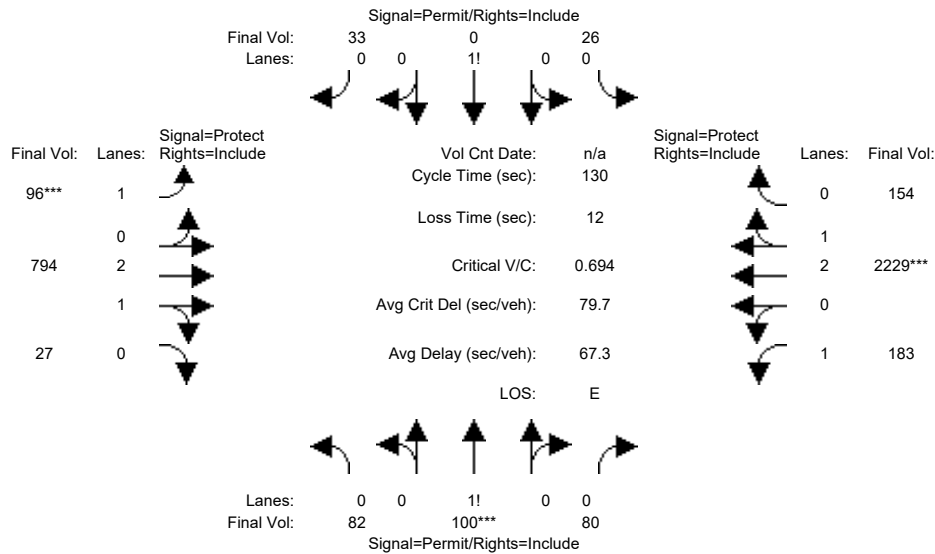 Signal=Permit/Rights=Include
Final Vol: 33 0 26
Lanes: 0 0 1! 0 0
Signal=Protect Signal=Protect
Final Vol: Lanes: Rights=Include Vol Cnt Date: n/a Rights=Include Lanes: Final Vol:
Cycle Time (sec): 130
96*** 1 0 154
Loss Time (sec): 12
0 1
794 2 Critical V/C: 0.694 2 2229***
1 Avg Crit Del (sec/veh): 79.7 0
27 0 Avg Delay (sec/veh): 67.3 1 183
LOS: E
Lanes: 0 0 1! 0 0
Final Vol: 82 100*** 80
Signal=Permit/Rights=Include